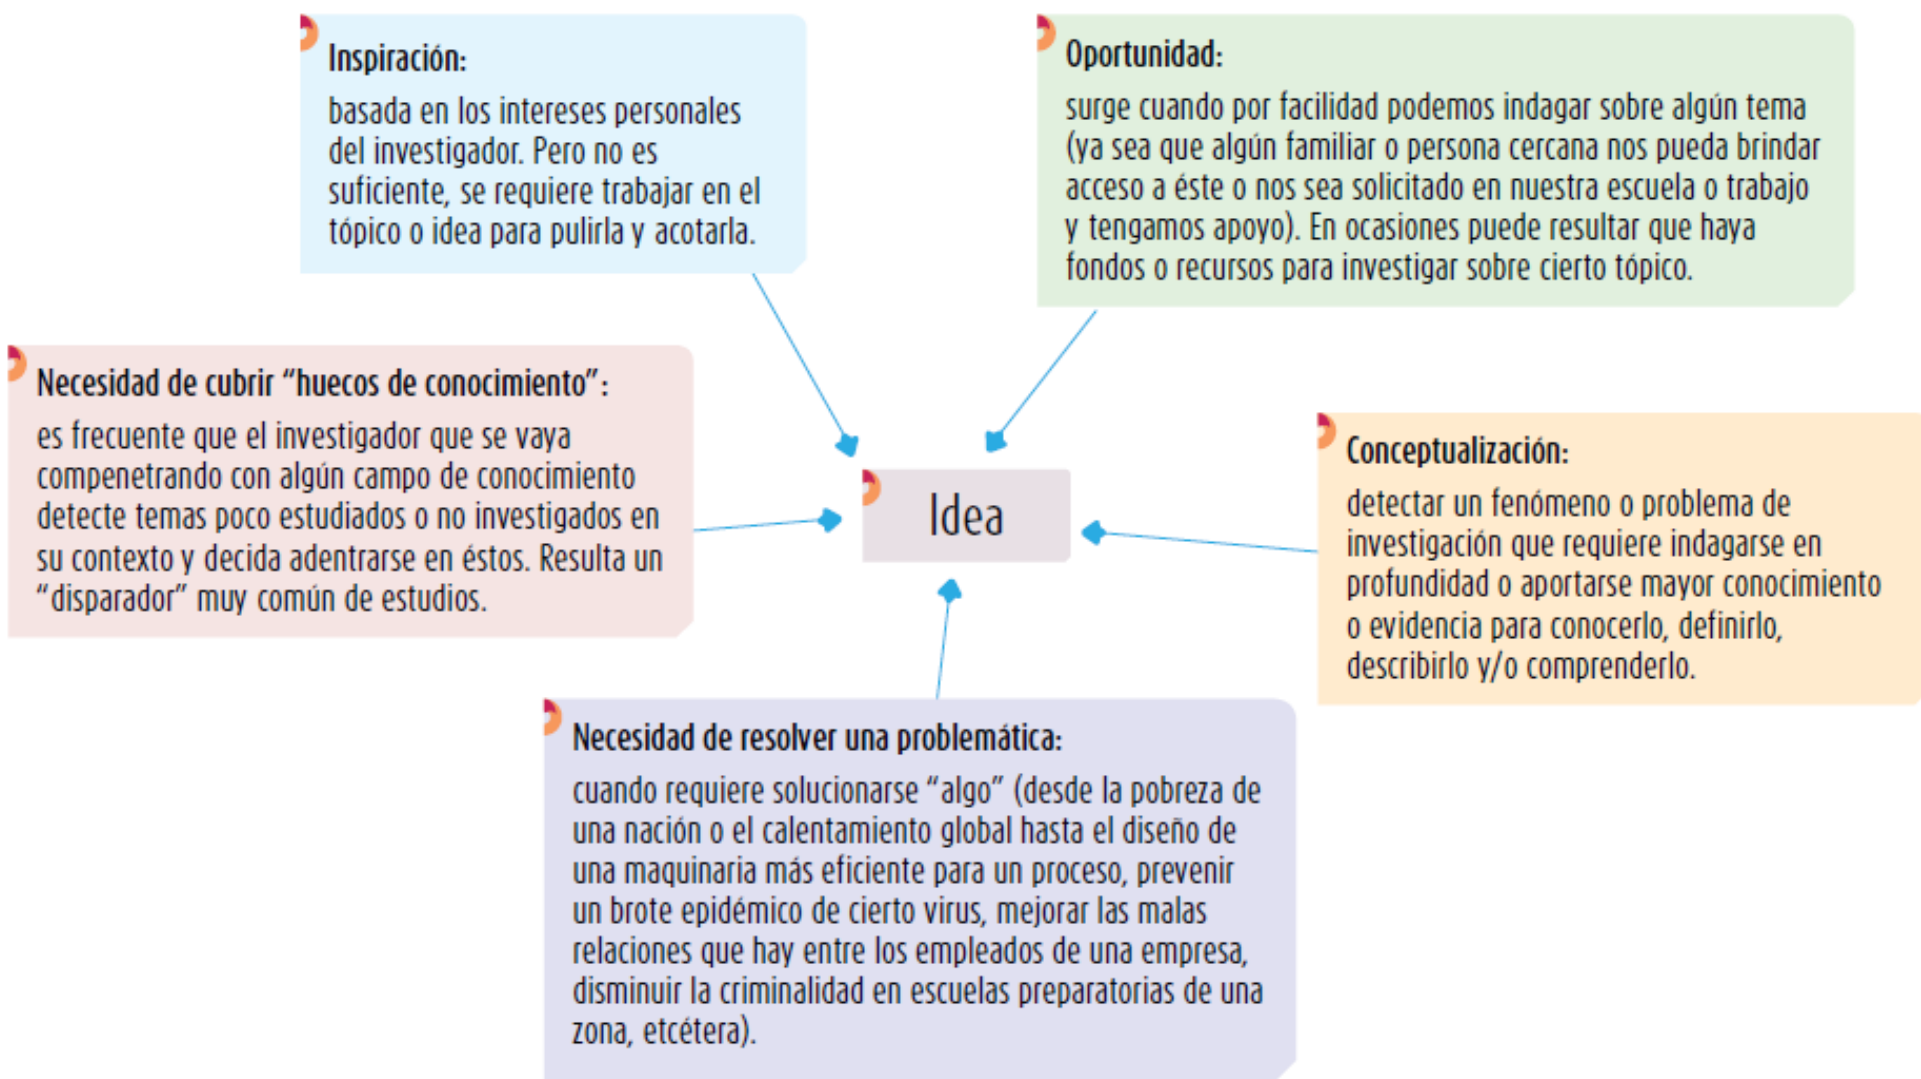 Inspiración:
basada en los intereses personales
del investigador. Pero no es
suficiente, se requiere trabajar en el
tópico o idea para pulirla y acotarla.
Oportunidad:
surge cuando por facilidad podemos indagar sobre algún tema
(ya sea que algún familiar o persona cercana nos pueda brindar
acceso a éste o nos sea solicitado en nuestra escuela o trabajo
y tengamos apoyo). En ocasiones puede resultar que haya
fondos o recursos para investigar sobre cierto tópico.
Necesidad de cubrir “huecos de conocimiento”:
es frecuente que el investigador que se vaya
compenetrando con algún campo de conocimiento
detecte temas poco estudiados o no investigados en
su contexto y decida adentrarse en éstos. Resulta un
“disparador” muy común de estudios.
Idea
Conceptualización:
detectar un fenómeno o problema de
investigación que requiere indagarse en
profundidad o aportarse mayor conocimiento
o evidencia para conocerlo, definirlo,
describirlo y/o comprenderlo.
Necesidad de resolver una problemática:
cuando requiere solucionarse “algo” (desde la pobreza de
una nación o el calentamiento global hasta el diseño de
una maquinaria más eficiente para un proceso, prevenir
un brote epidémico de cierto virus, mejorar las malas
relaciones que hay entre los empleados de una empresa,
disminuir la criminalidad en escuelas preparatorias de una
zona, etcétera).